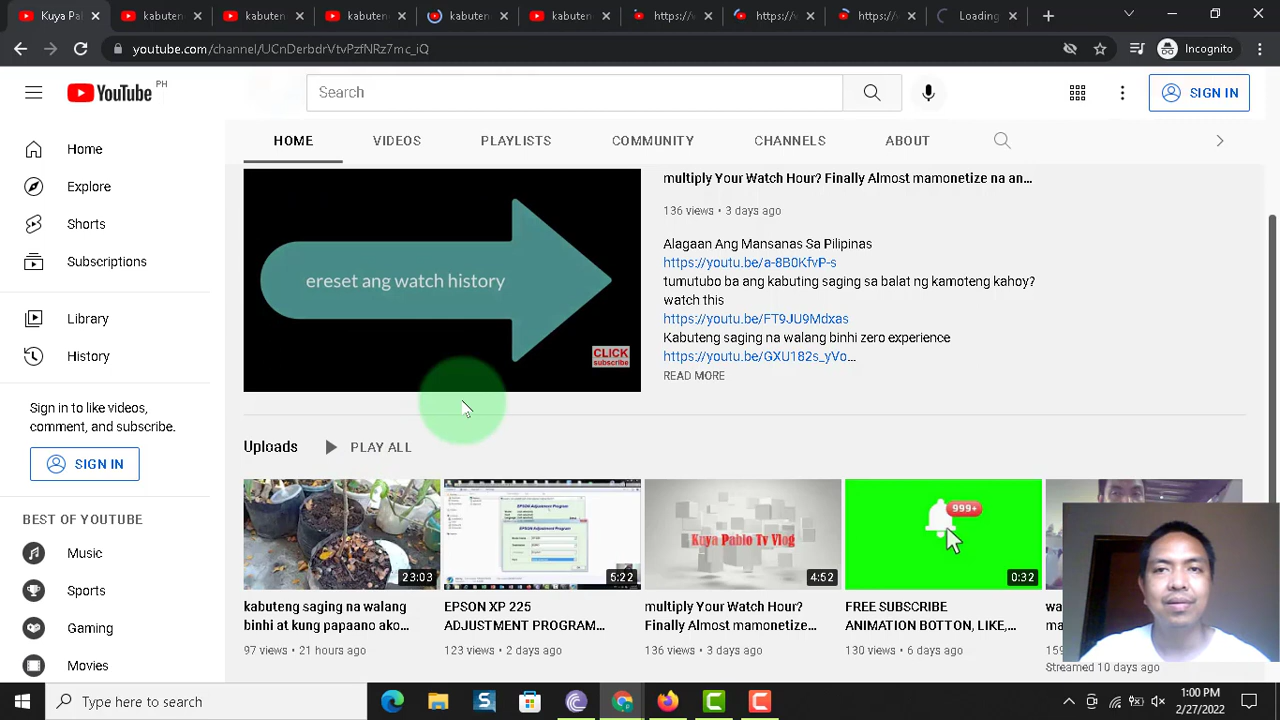 Kuya Pa
kabuten
kabuten
kabuteng
kabuten
kabuten
https://
https://v
https://v
Loading
youtube.com/channel/UCnDerbdrVtvPzfNRz7mc_iQ
Incognito
YouTube PH
Search
SIGN IN
HOME VIDEOS PLAYLISTS COMMUNITY CHANNELS ABOUT
Home
Explore
Shorts
Subscriptions
Library
History
Sign in to like videos,
comment, and subscribe.
SIGN IN
BEST OF YOUTUBE
Music
Sports
Gaming
Movies
ereset ang watch history
CLICK
subscribe
multiply Your Watch Hour? Finally Almost mamonetize na an...
136 views • 3 days ago
Alagaan Ang Mansanas Sa Pilipinas
https://youtu.be/a-8B0KfvP-s
tumutubo ba ang kabuting saging sa balat ng kamoteng kahoy?
watch this
https://youtu.be/FT9JU9Mdxas
Kabuteng saging na walang binhi zero experience
https://youtu.be/GXU182s_yVo...
READ MORE
Uploads PLAY ALL
23:03
kabuteng saging na walang
binhi at kung papaano ako...
97 views • 21 hours ago
5:22
EPSON XP 225
ADJUSTMENT PROGRAM...
123 views • 2 days ago
Kuya Pablo Tv Vlog
4:52
multiply Your Watch Hour?
Finally Almost mamonetize...
136 views • 3 days ago
999+
0:32
FREE SUBSCRIBE
ANIMATION BOTTON, LIKE,...
130 views • 6 days ago
wa
ma
159
Streamed 10 days ago
Type here to search
1:00 PM
2/27/2022